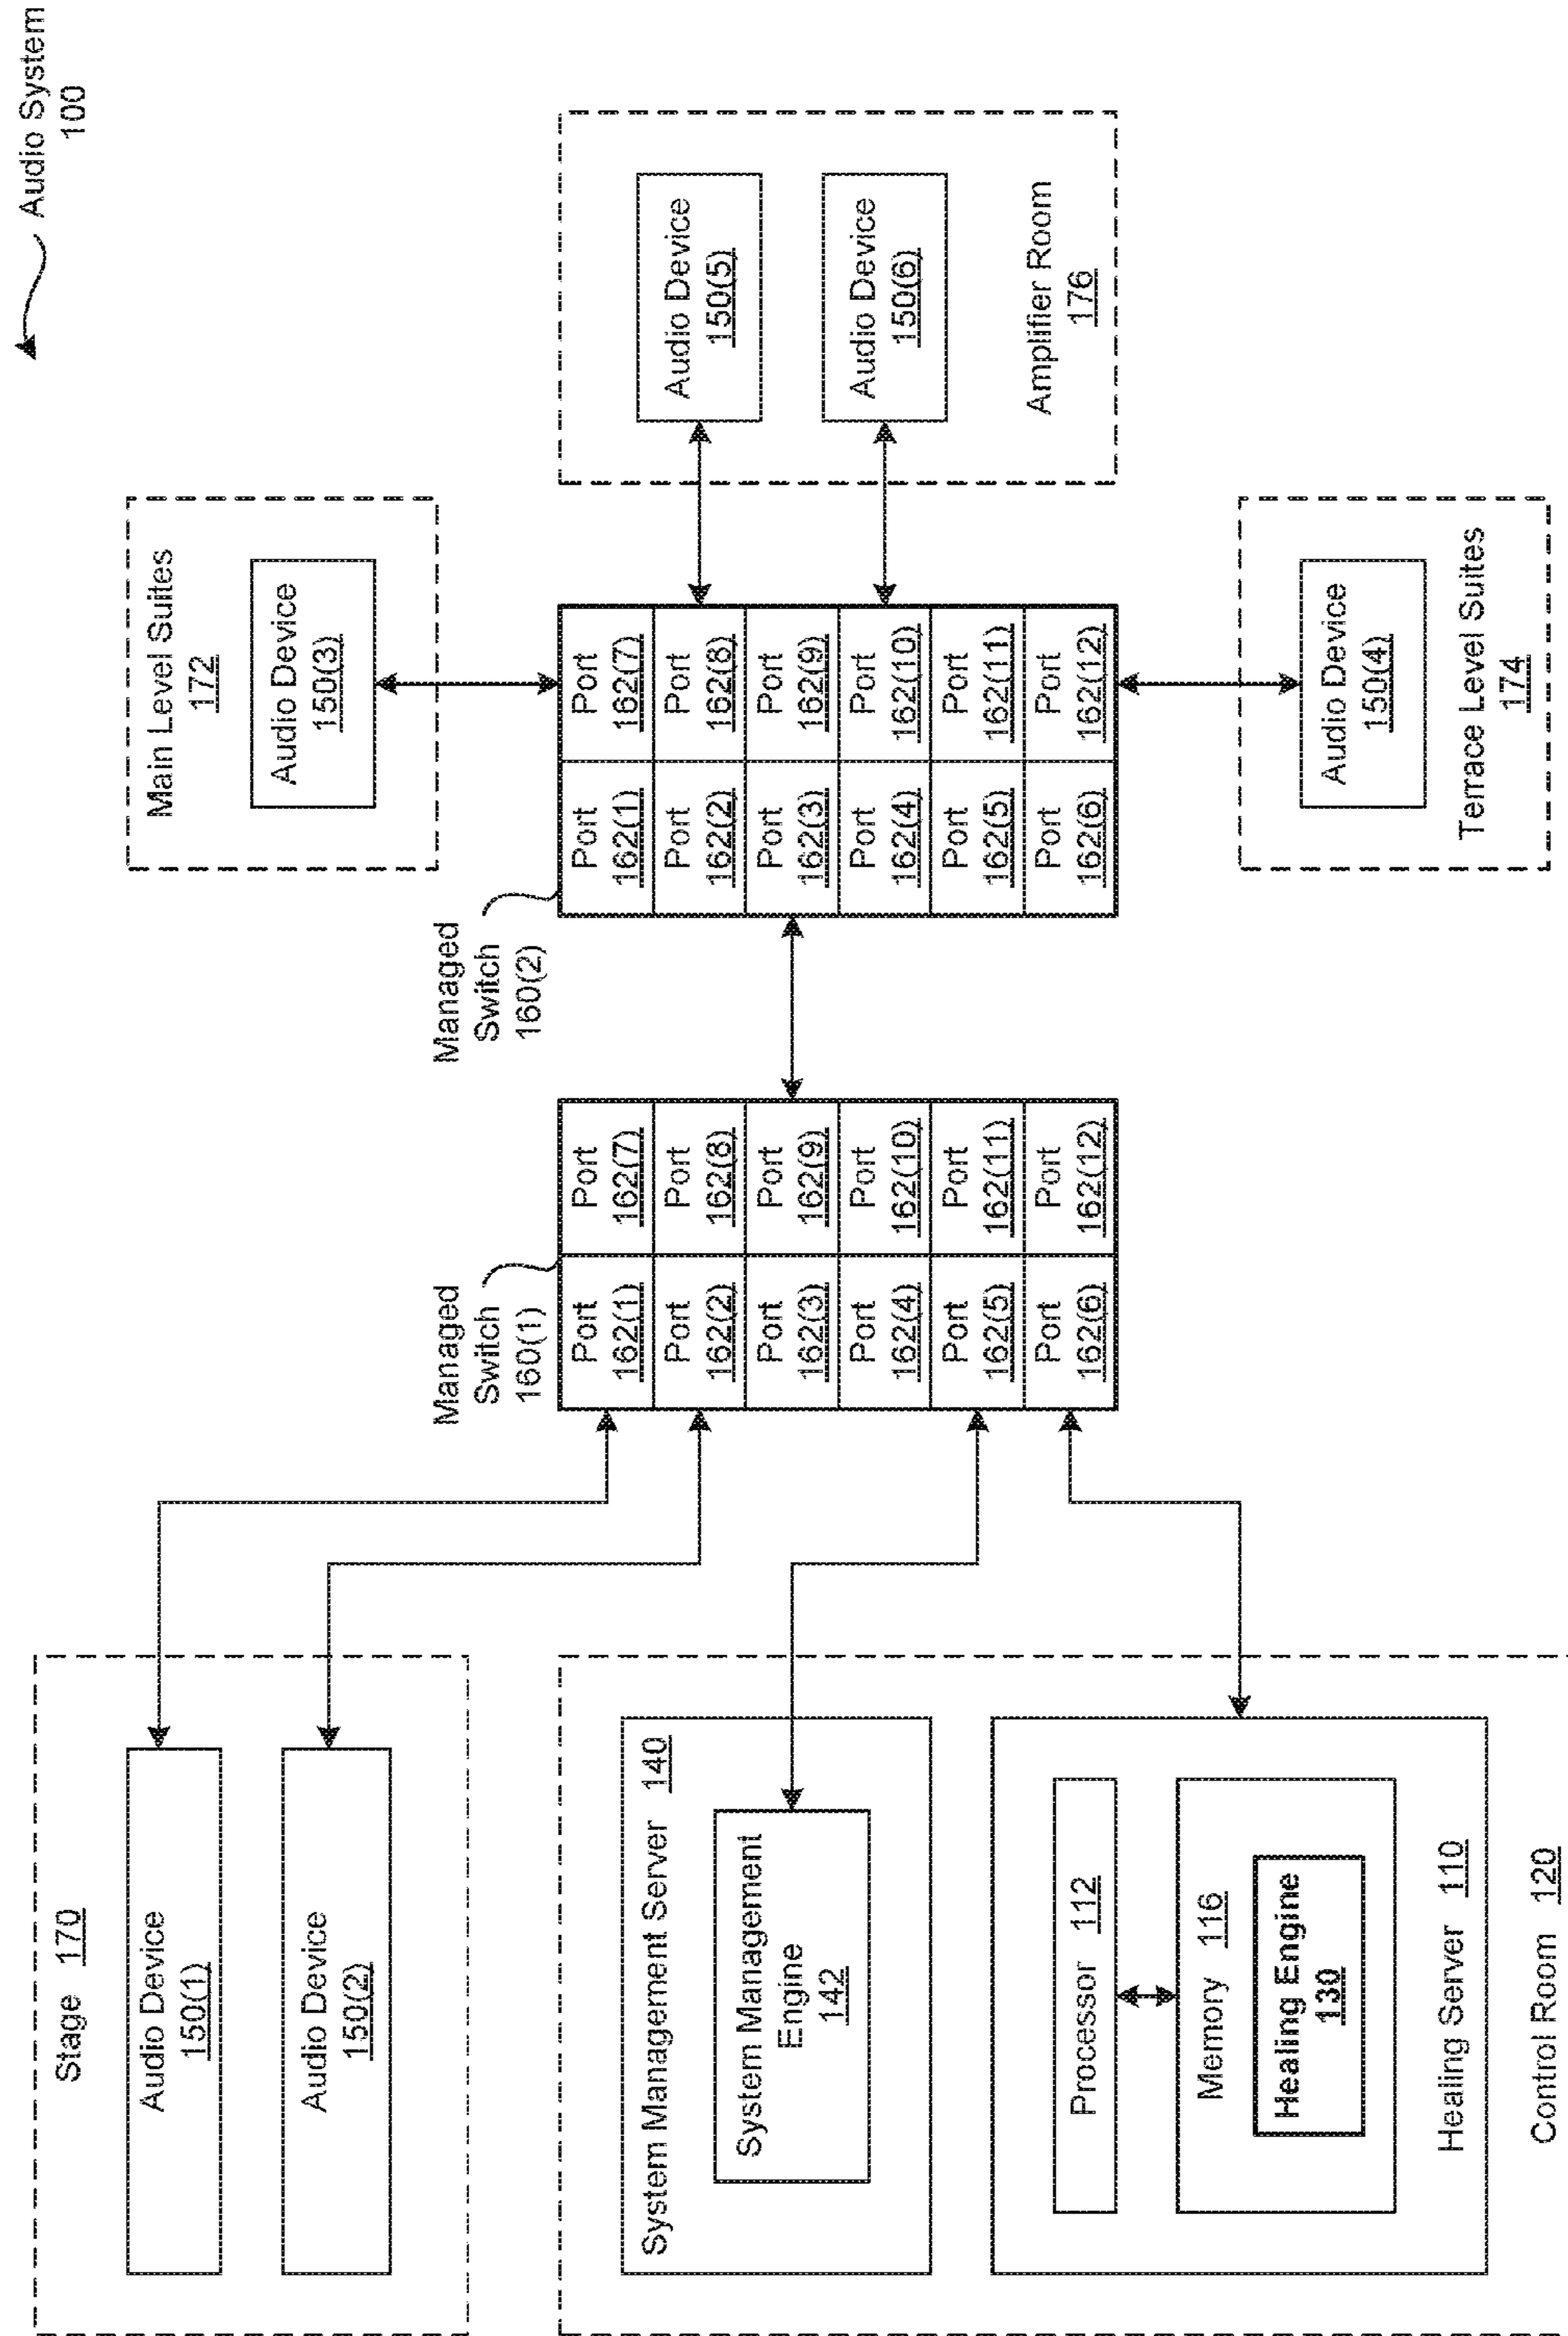 Audio System
100
Stage 170
Audio Device
150(1)
Audio Device
150(2)
System Management Server 140
System Management
Engine
142
Processor 112
Memory 116
Healing Engine
130
Healing Server 110
Control Room 120
Managed
Switch
160(1)
Port
162(1)
Port
162(7)
Port
162(2)
Port
162(8)
Port
162(3)
Port
162(9)
Port
162(4)
Port
162(10)
Port
162(5)
Port
162(11)
Port
162(6)
Port
162(12)
Managed
Switch
160(2)
Port
162(1)
Port
162(7)
Port
162(2)
Port
162(8)
Port
162(3)
Port
162(9)
Port
162(4)
Port
162(10)
Port
162(5)
Port
162(11)
Port
162(6)
Port
162(12)
Main Level Suites
172
Audio Device
150(3)
Audio Device
150(4)
Terrace Level Suites
174
Audio Device
150(5)
Audio Device
150(6)
Amplifier Room
176